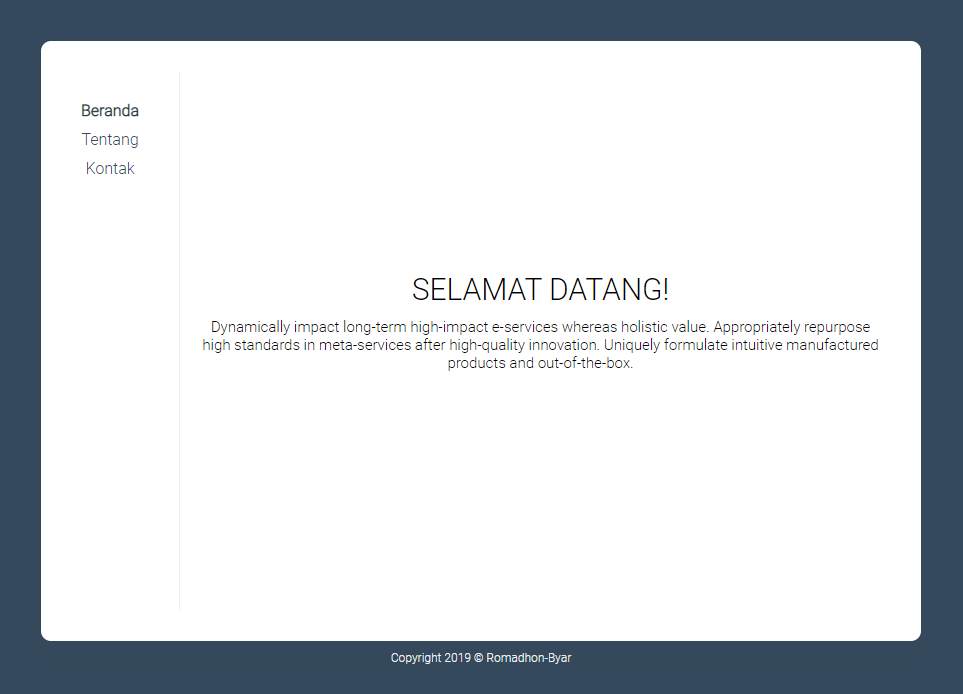 Beranda
Tentang
Kontak
SELAMAT DATANG!
Dynamically impact long-term high-impact e-services whereas holistic value. Appropriately repurpose
high standards in meta-services after high-quality innovation. Uniquely formulate intuitive manufactured
products and out-of-the-box.
Copyright 2019 © Romadhon-Byar